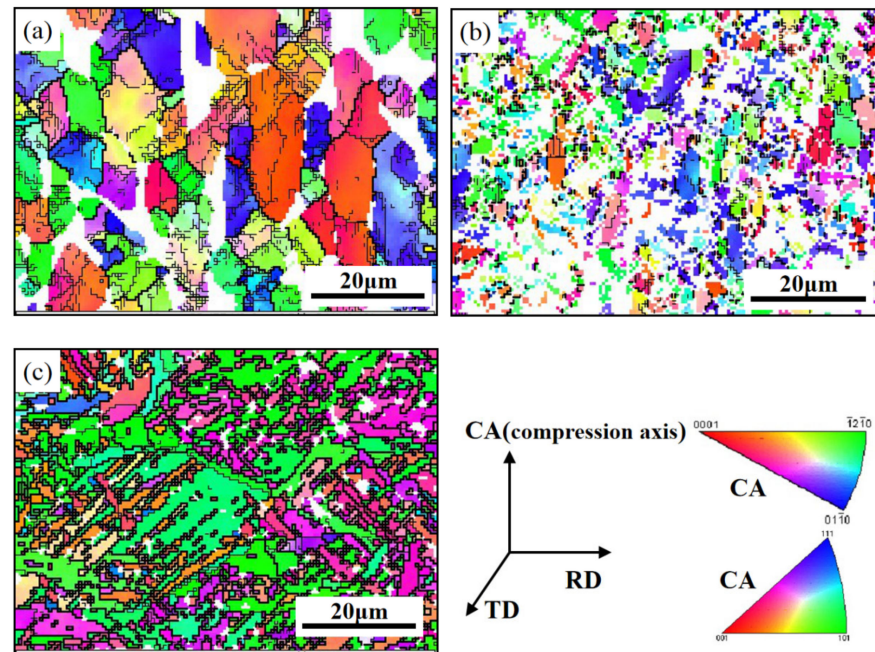 (a)
20μm
(b)
20μm
(c)
20μm
CA(compression axis)
RD
TD
0001
1̅21̅0
CA
011̅0
111
CA
001
101